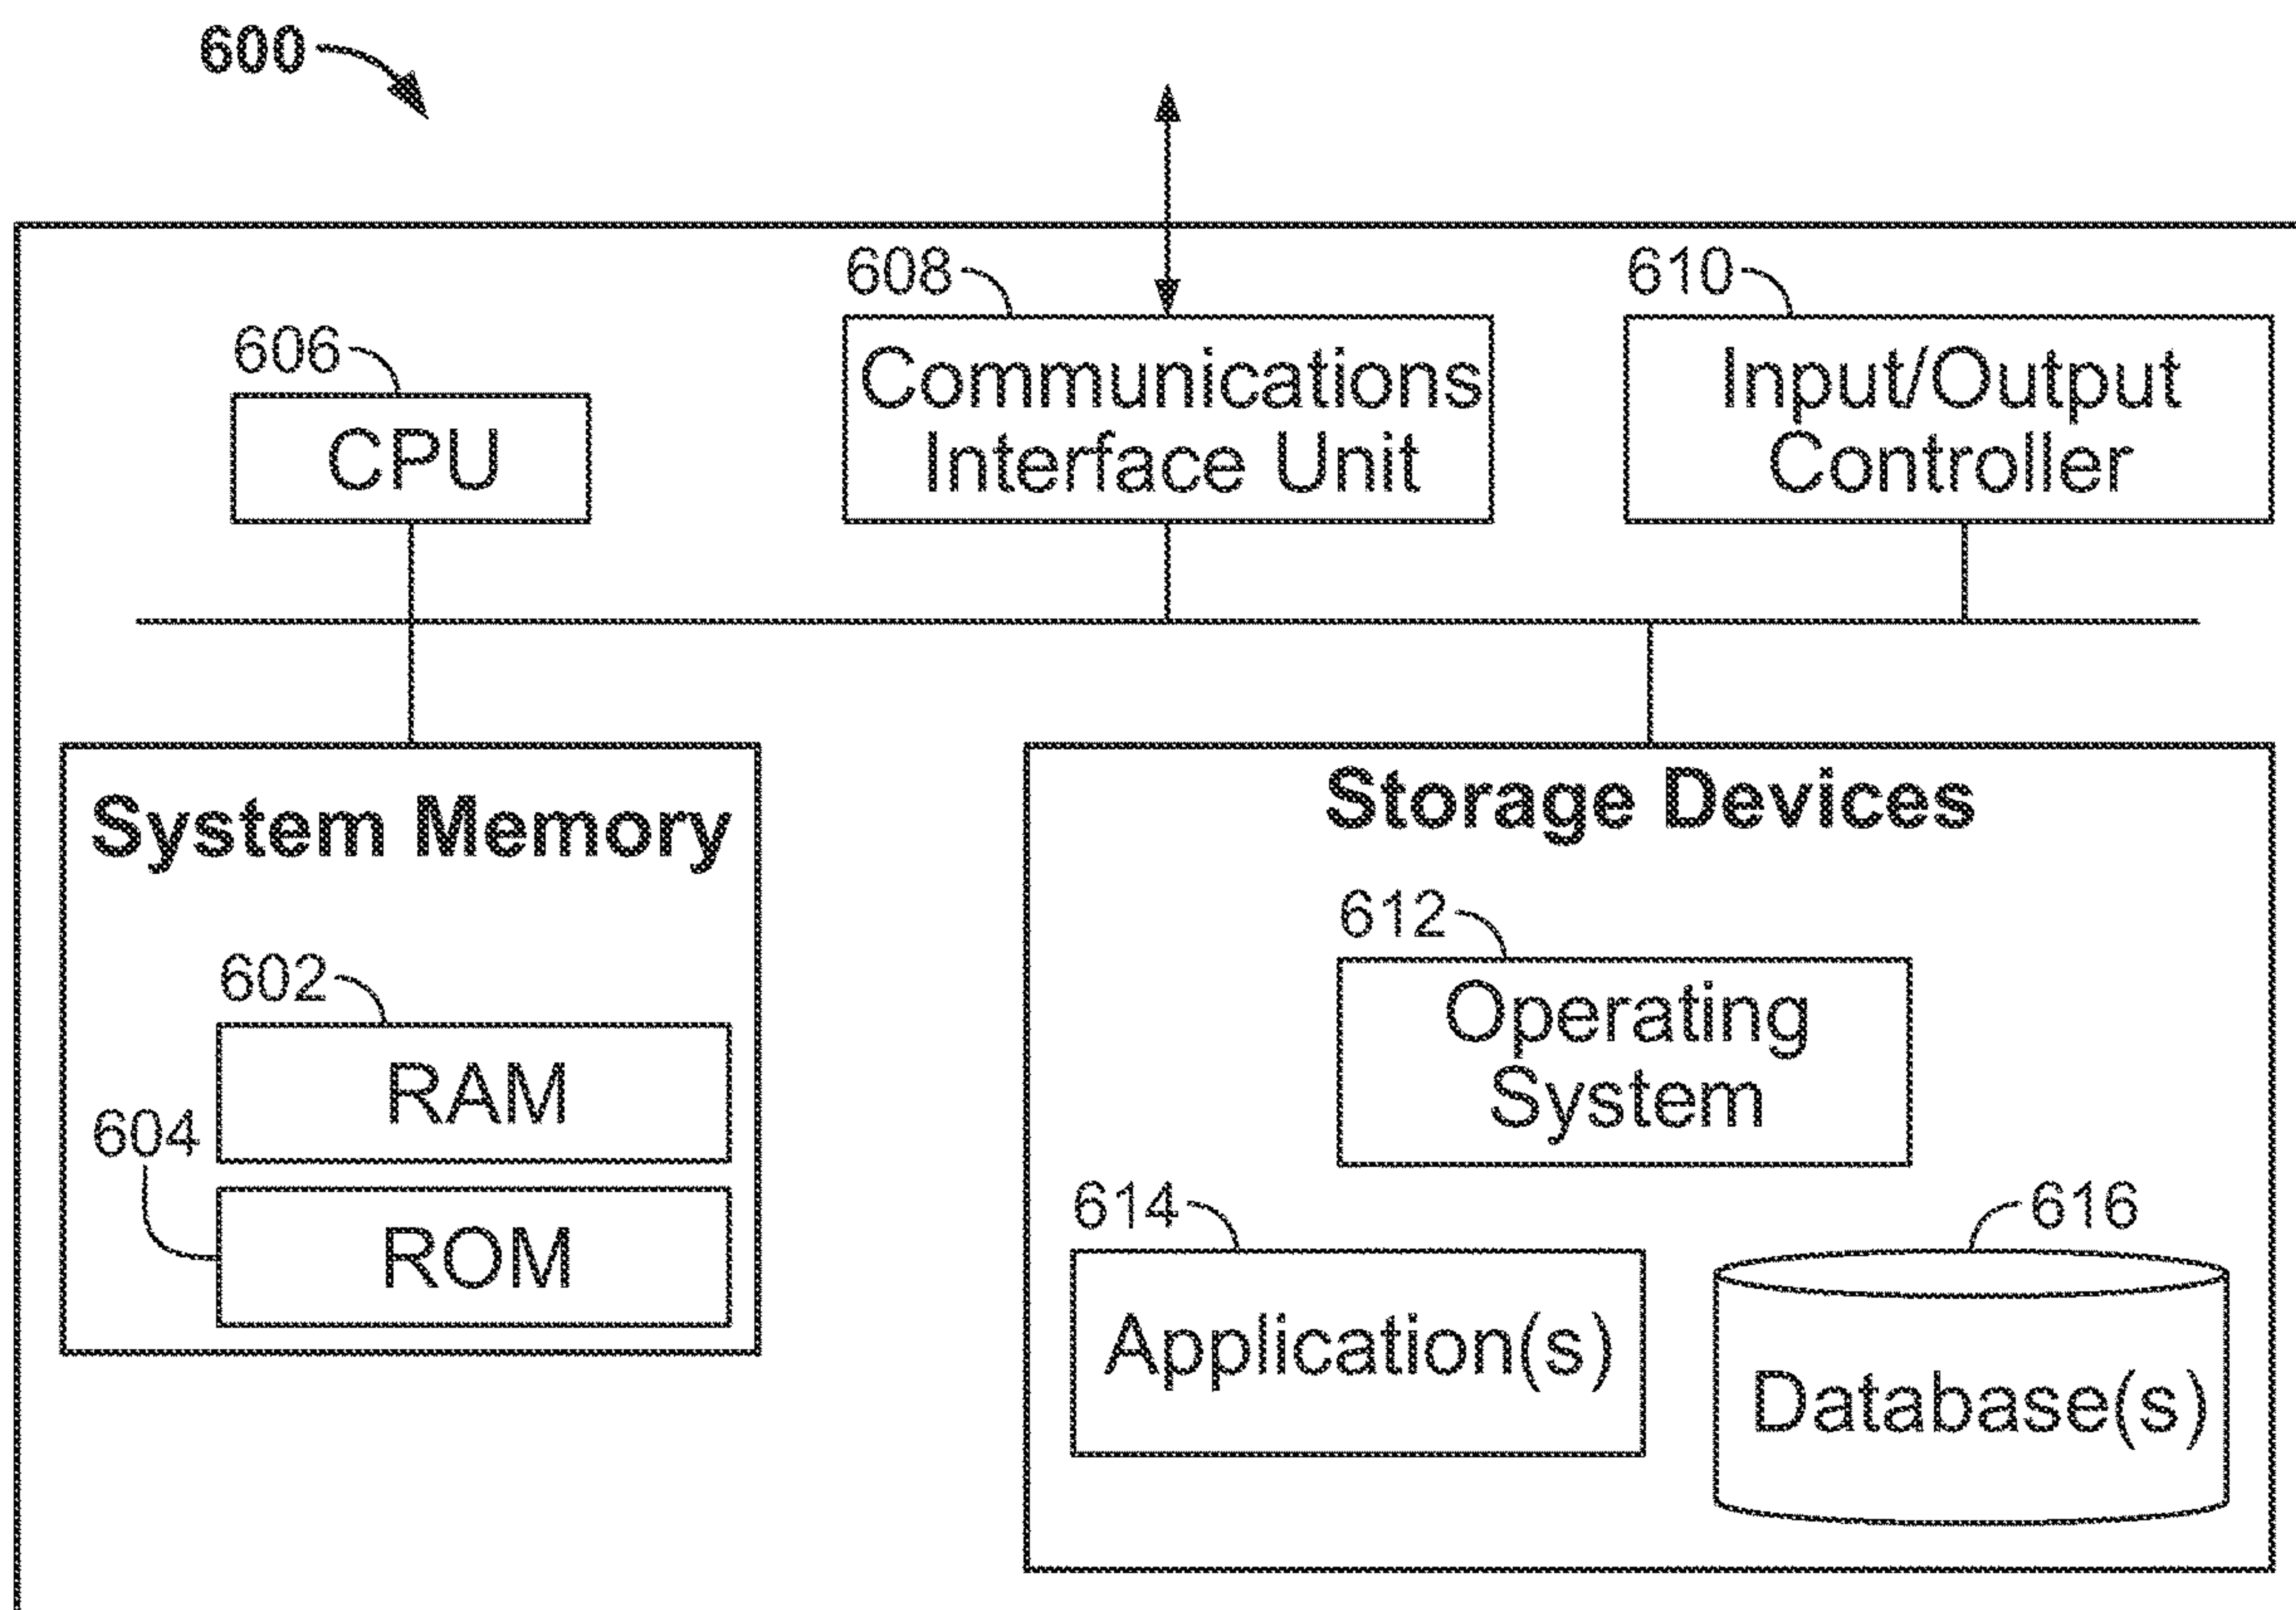 600
608
610
606
Communications
Interface Unit
Input/Output
Controller
CPU
System Memory
Storage Devices
612
602
Operating
System
RAM
604
614
616
ROM
Application(s)
Database(s)